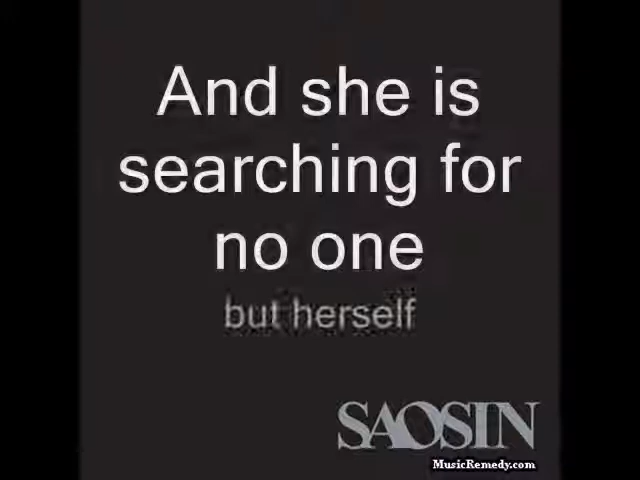 And she is
searching for
no one
but herself
SAOSIN
MusicRemedy.com